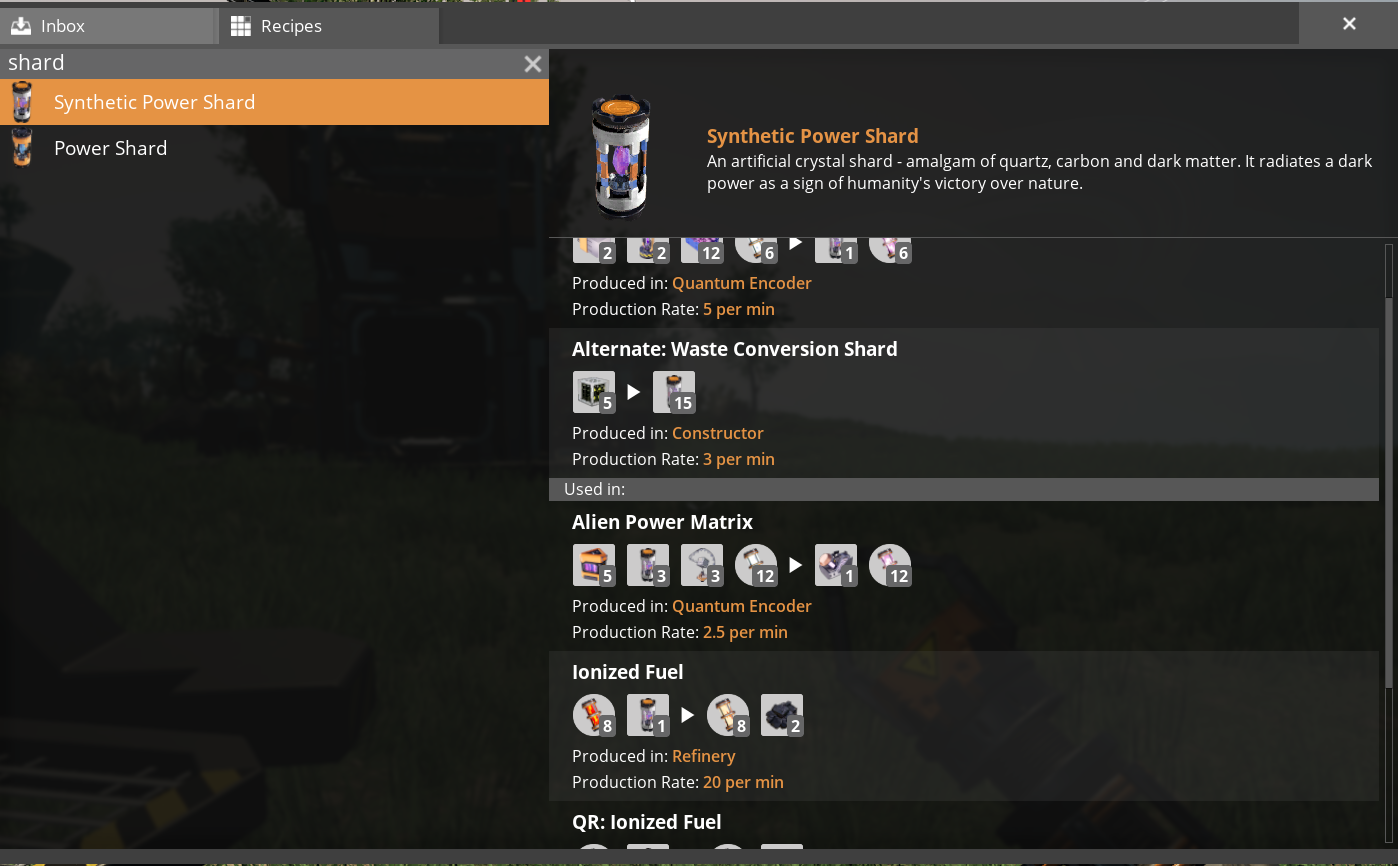 Inbox
Recipes
shard
Synthetic Power Shard
Power Shard
Synthetic Power Shard
An artificial crystal shard - amalgam of quartz, carbon and dark matter. It radiates a dark
power as a sign of humanity's victory over nature.
2 2 12 6 1 6
Produced in: Quantum Encoder
Production Rate: 5 per min
Alternate: Waste Conversion Shard
5 15
Produced in: Constructor
Production Rate: 3 per min
Used in:
Alien Power Matrix
5 3 3 12 1 12
Produced in: Quantum Encoder
Production Rate: 2.5 per min
Ionized Fuel
8 1 8 2
Produced in: Refinery
Production Rate: 20 per min
QR: Ionized Fuel